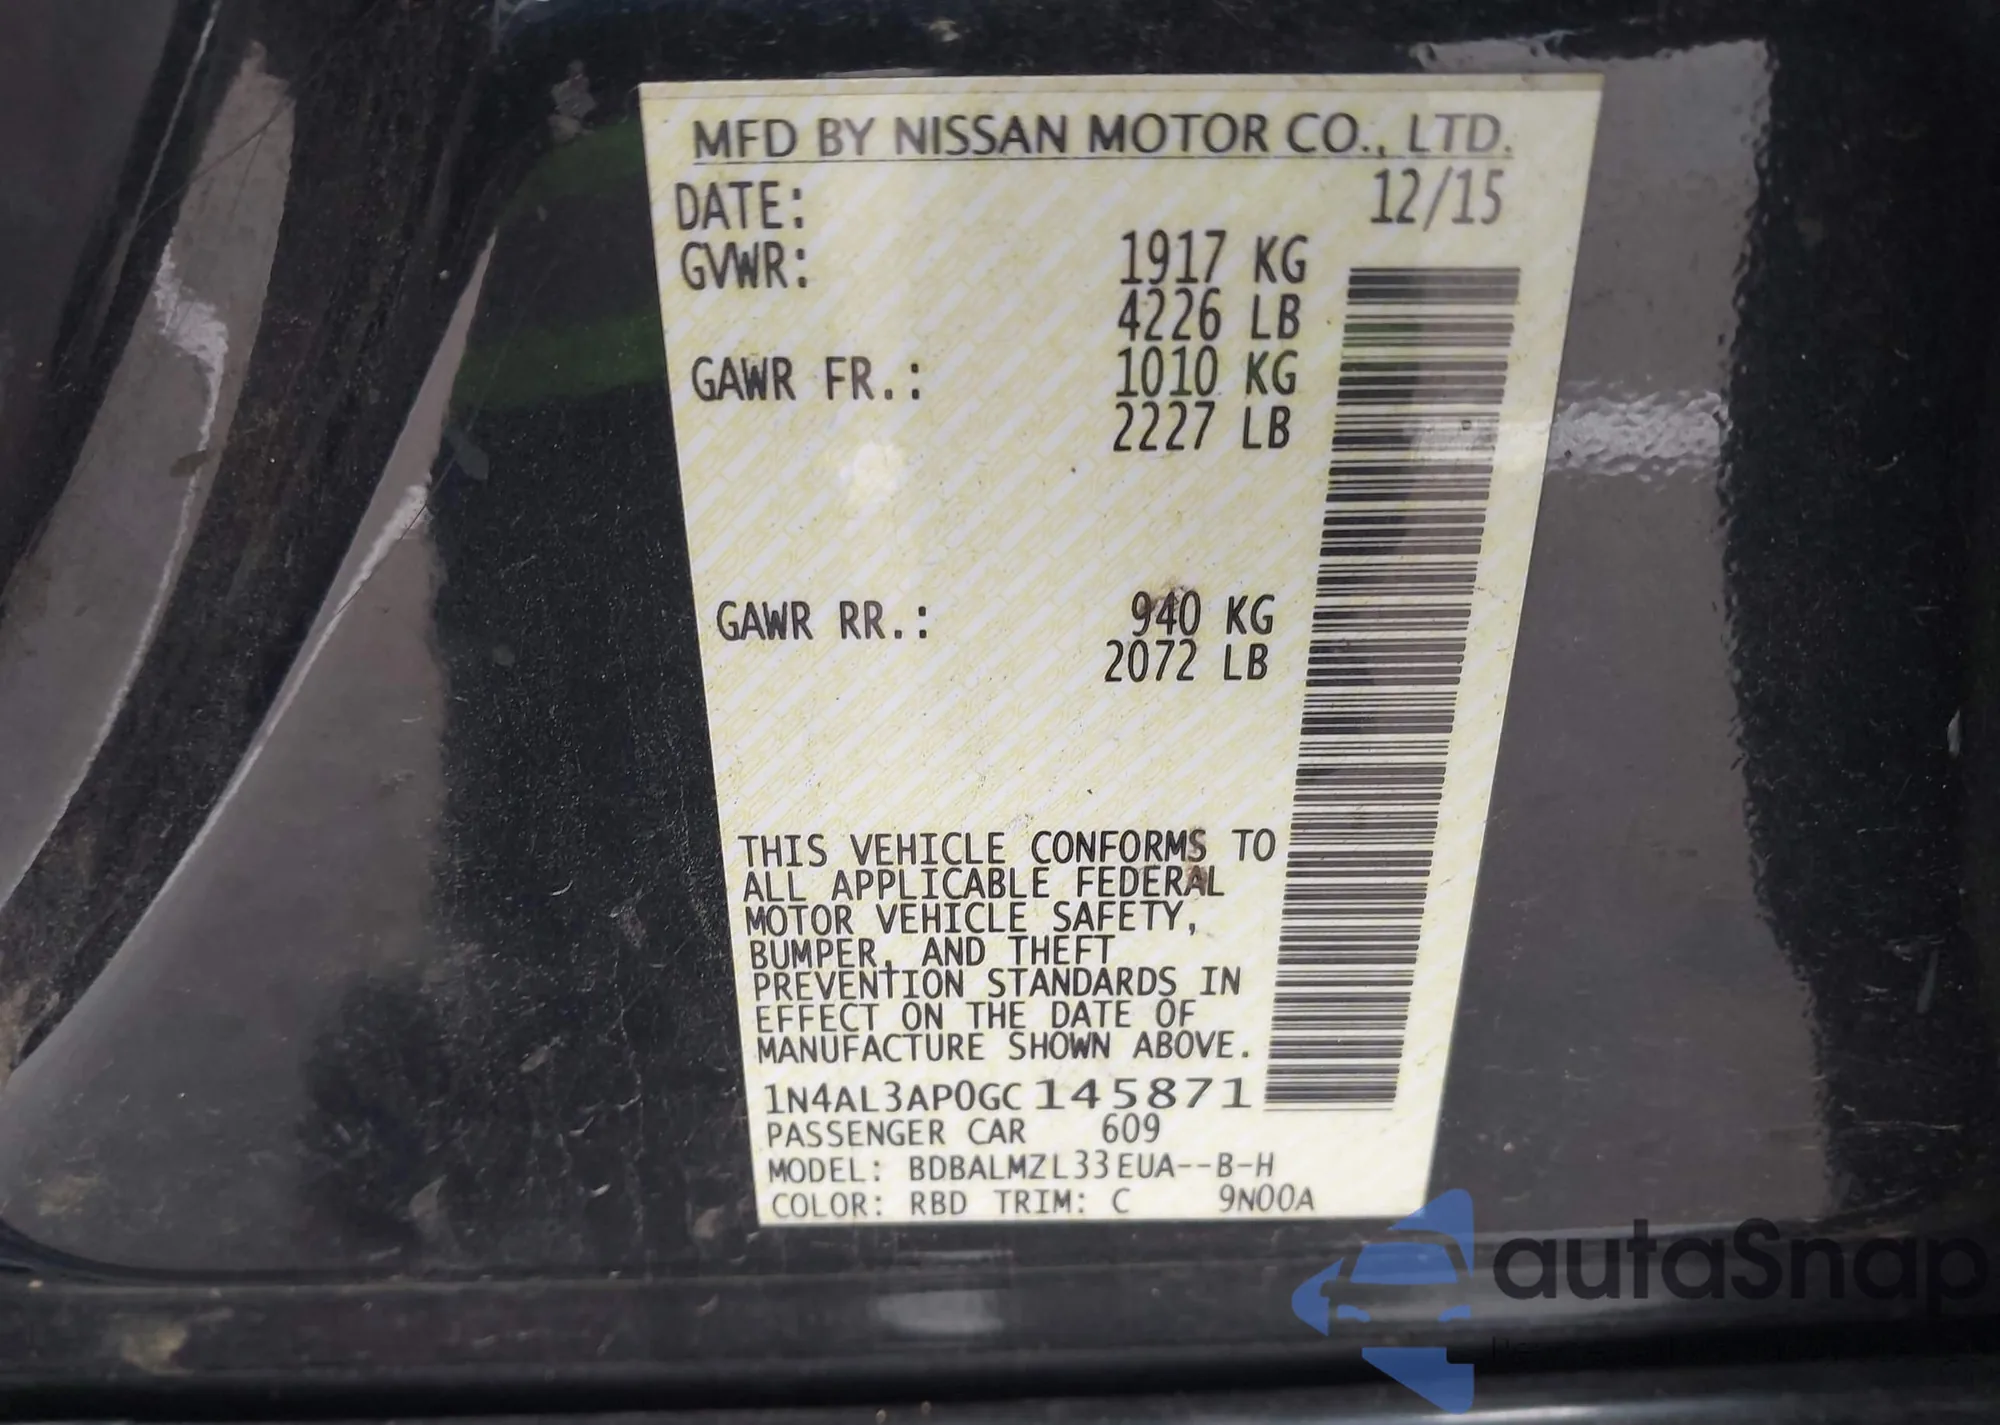 MFD BY NISSAN MOTOR CO., LTD.
DATE: 12/15
GVWR: 1917 KG
4226 LB
GAWR FR.: 1010 KG
2227 LB
GAWR RR.: 940 KG
2072 LB
THIS VEHICLE CONFORMS TO
ALL APPLICABLE FEDERAL
MOTOR VEHICLE SAFETY,
BUMPER, AND THEFT
PREVENTION STANDARDS IN
EFFECT ON THE DATE OF
MANUFACTURE SHOWN ABOVE.
1N4AL3AP0GC145871
PASSENGER CAR 609
MODEL: BDBALMZL33EUA--B-H
COLOR: RBD TRIM: C 9N00A
autaSnap